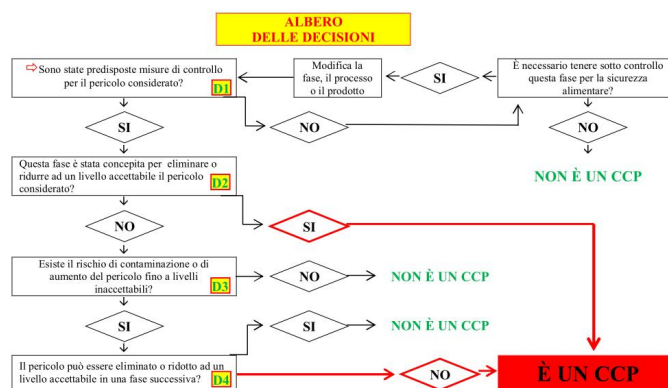 ALBERO
DELLE DECISIONI
⇨Sono state predisposte misure di controllo
per il pericolo considerato?
D1
Modifica la
fase, il processo
o il prodotto
SI
È necessario tenere sotto controllo
questa fase per la sicurezza
alimentare?
SI
NO
NO
Questa fase è stata concepita per eliminare o
ridurre ad un livello accettabile il pericolo
considerato?
D2
NON È UN CCP
NO
SI
Esiste il rischio di contaminazione o di
aumento del pericolo fino a livelli
inaccettabili?
D3
NO
NON È UN CCP
SI
SI
NON È UN CCP
Il pericolo può essere eliminato o ridotto ad un
livello accettabile in una fase successiva?
D4
NO
È UN CCP